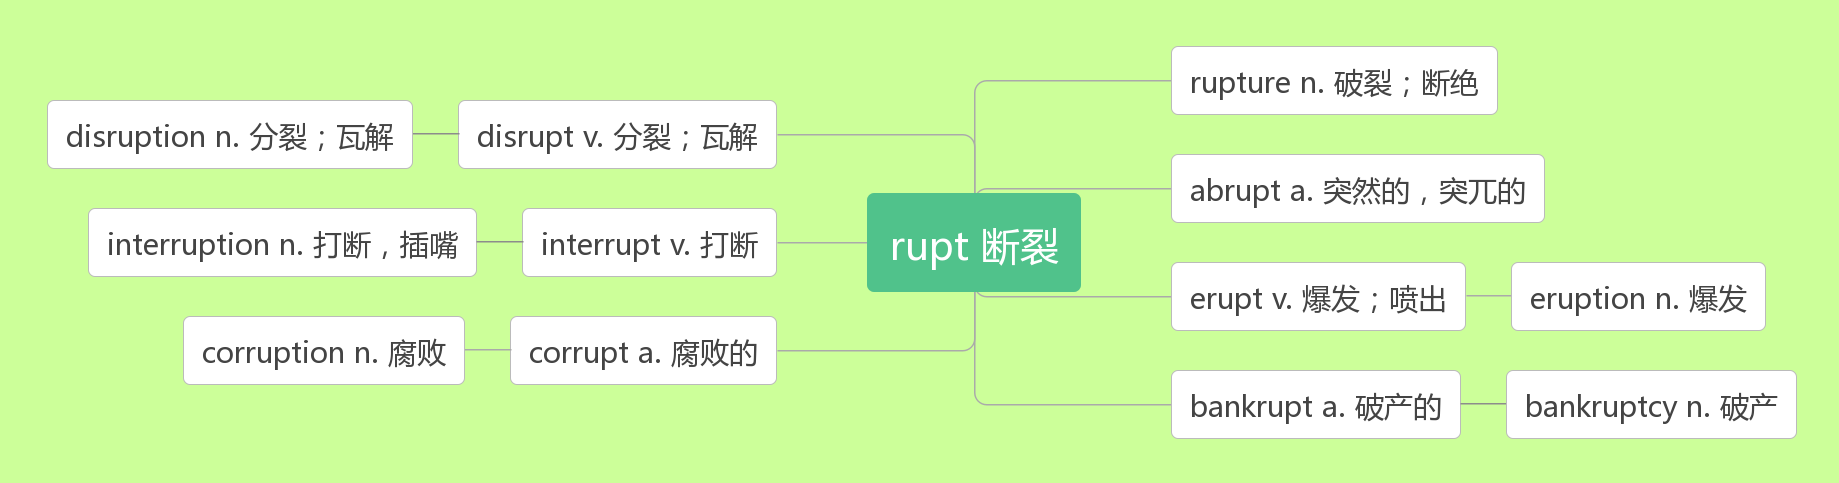 rupture n. 破裂；断绝
disruption n. 分裂；瓦解
disrupt v. 分裂；瓦解
abrupt a. 突然的，突兀的
interruption n. 打断，插嘴
interrupt v. 打断
rupt 断裂
erupt v. 爆发；喷出
eruption n. 爆发
corruption n. 腐败
corrupt a. 腐败的
bankrupt a. 破产的
bankruptcy n. 破产